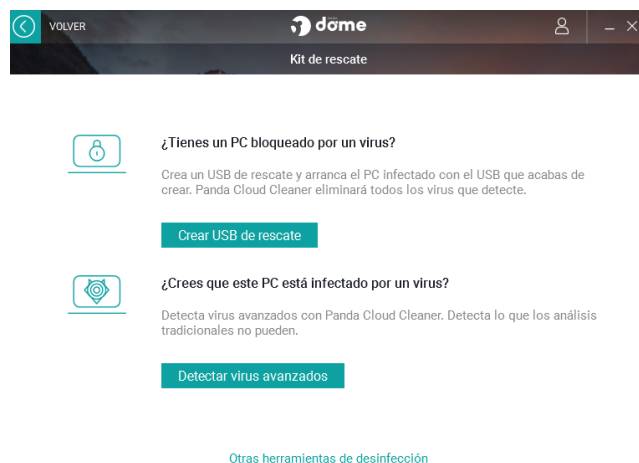 VOLVER
dome
Kit de rescate
¿Tienes un PC bloqueado por un virus?
Crea un USB de rescate y arranca el PC infectado con el USB que acabas de
crear. Panda Cloud Cleaner eliminará todos los virus que detecte.
Crear USB de rescate
¿Crees que este PC está infectado por un virus?
Detecta virus avanzados con Panda Cloud Cleaner. Detecta lo que los análisis
tradicionales no pueden.
Detectar virus avanzados
Otras herramientas de desinfección